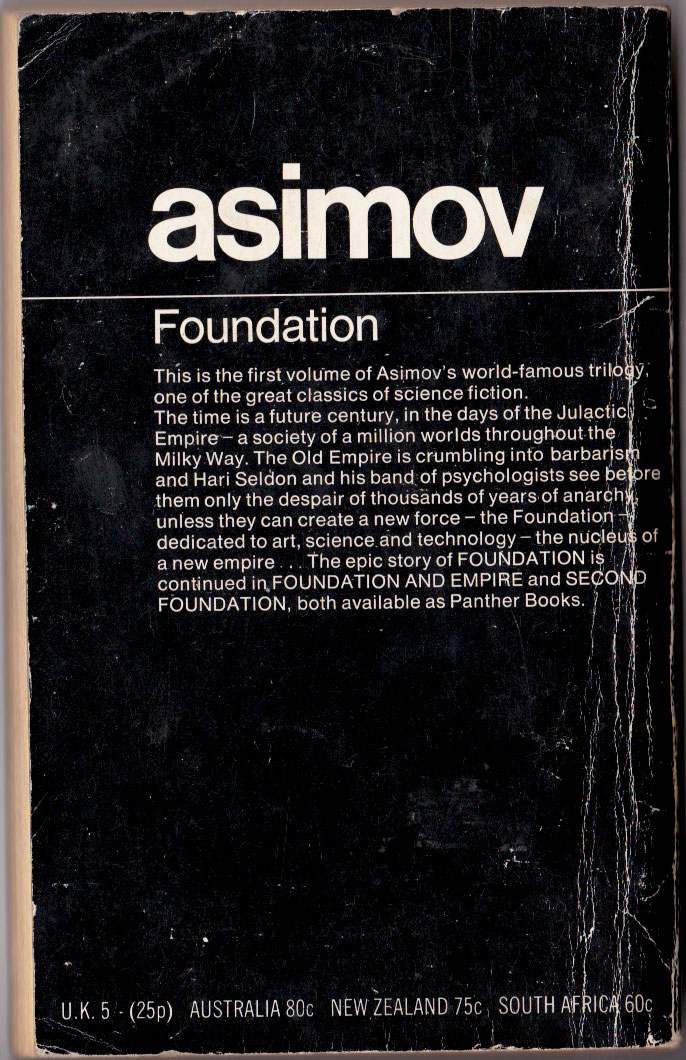 asimov
Foundation
This is the first volume of Asimov's world-famous trilogy,
one of the great classics of science fiction.
The time is a future century, in the days of the Julactic
Empire – a society of a million worlds throughout the
Milky Way. The Old Empire is crumbling into barbarism
and Hari Seldon and his band of psychologists see before
them only the despair of thousands of years of anarchy,
unless they can create a new force – the Foundation –
dedicated to art, science and technology – the nucleus of
a new empire . . . The epic story of FOUNDATION is
continued in FOUNDATION AND EMPIRE and SECOND
FOUNDATION, both available as Panther Books.
U.K. 5 - (25p) AUSTRALIA 80c NEW ZEALAND 75c SOUTH AFRICA 60c